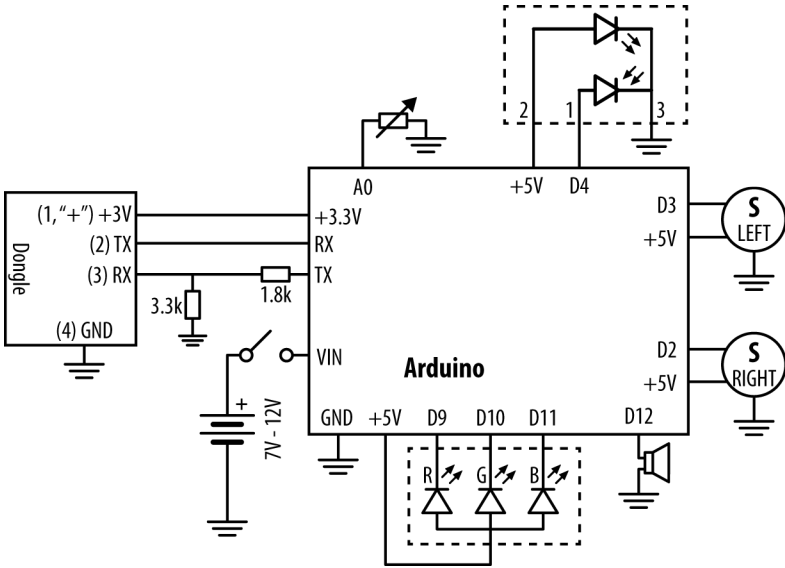 2 1 3
A0 +5V D4
(1, “+”) +3V
(2) TX
(3) RX
(4) GND
Dongle
3.3k
1.8k
+3.3V
RX
TX
VIN
+
7V - 12V
Arduino
D3
+5V
S
LEFT
D2
+5V
S
RIGHT
GND +5V D9 D10 D11 D12
R G B